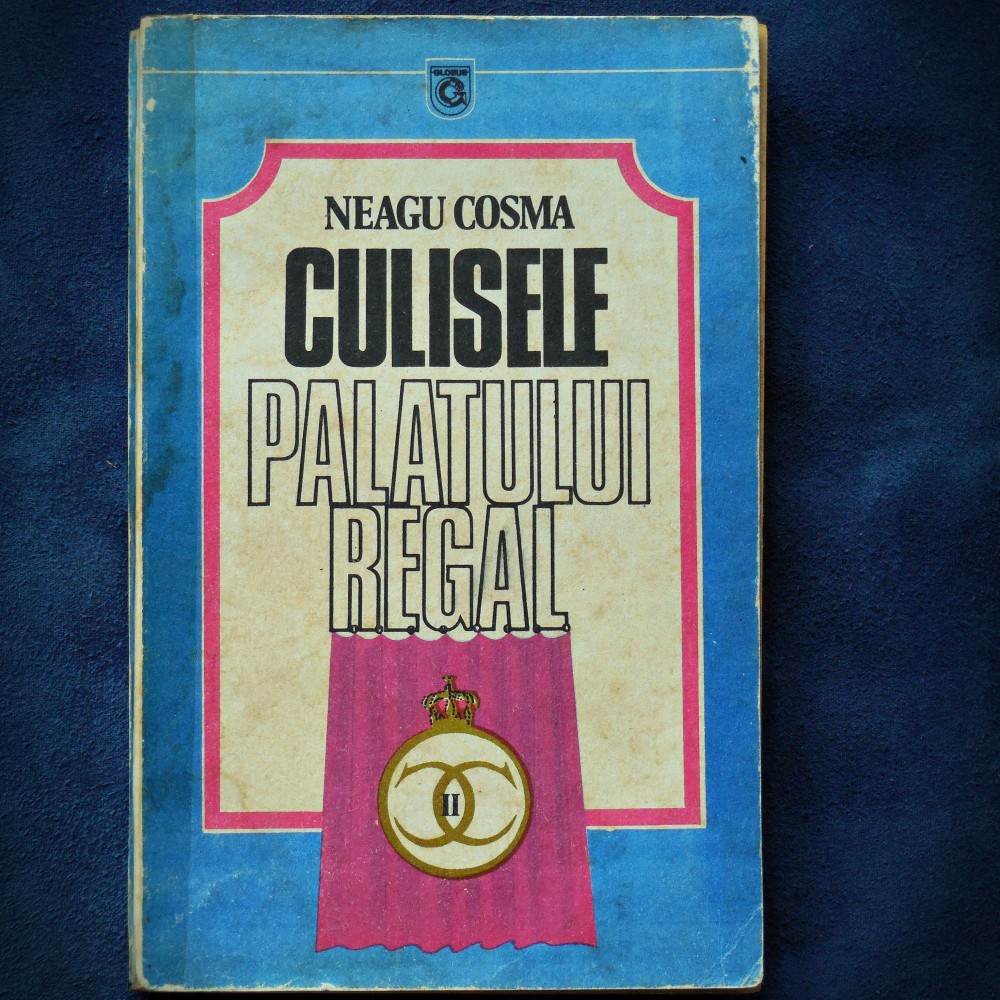 GLOBUS
G
NEAGU COSMA
CULISELE
PALATULUI
REGAL
II